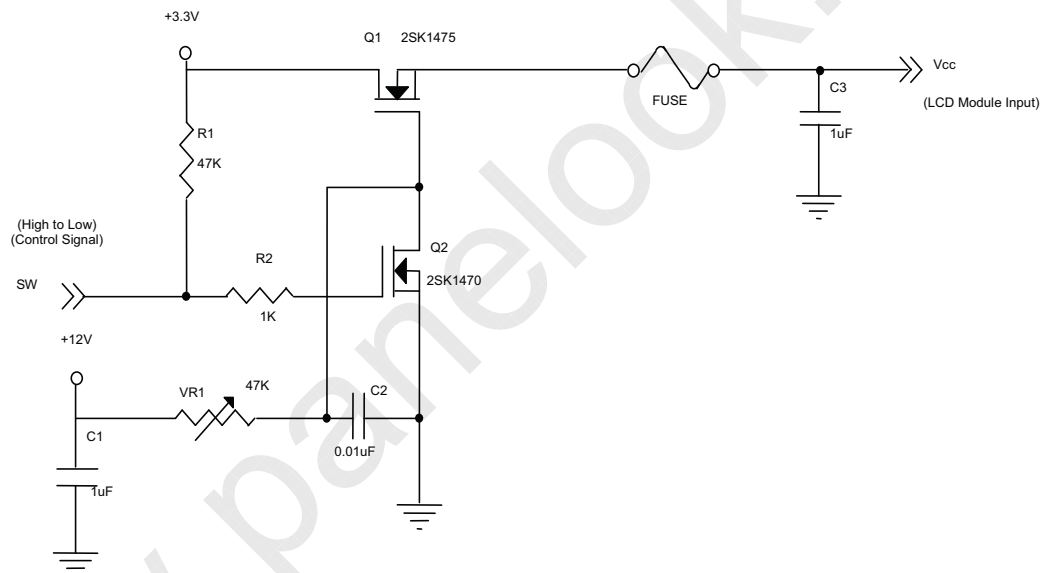 +3.3V
Q1 2SK1475
Vcc
C3
FUSE
(LCD Module Input)
R1
1uF
47K
(High to Low)
(Control Signal)
Q2
R2
2SK1470
SW
1K
+12V
VR1
47K
C2
C1
0.01uF
1uF
panelook.